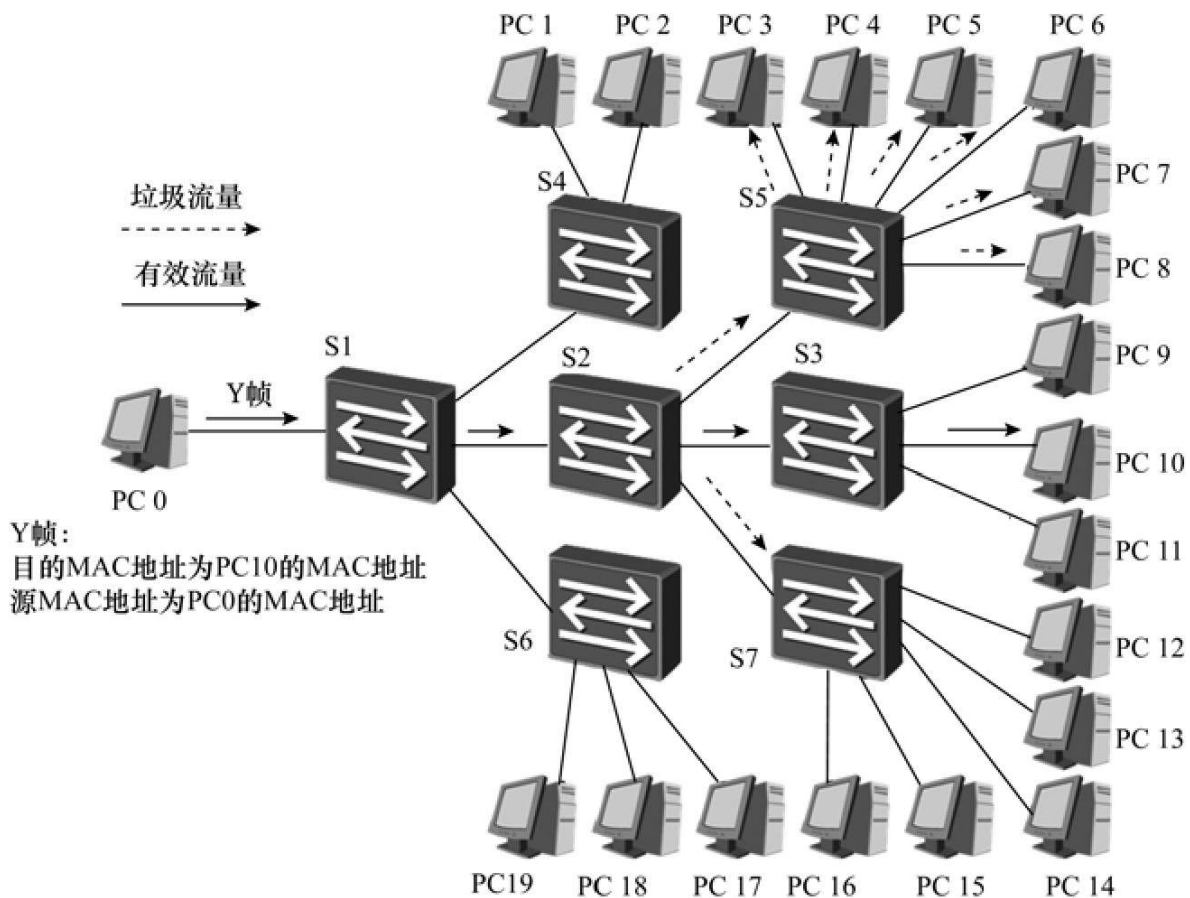 PC 1
PC 2
PC 3
PC 4
PC 5
PC 6
垃圾流量
有效流量
S4
S5
PC 7
PC 8
S1
S2
S3
PC 9
Y帧
PC 0
PC 10
Y帧:
目的MAC地址为PC10的MAC地址
源MAC地址为PC0的MAC地址
PC 11
S6
S7
PC 12
PC 13
PC19
PC 18
PC 17
PC 16
PC 15
PC 14